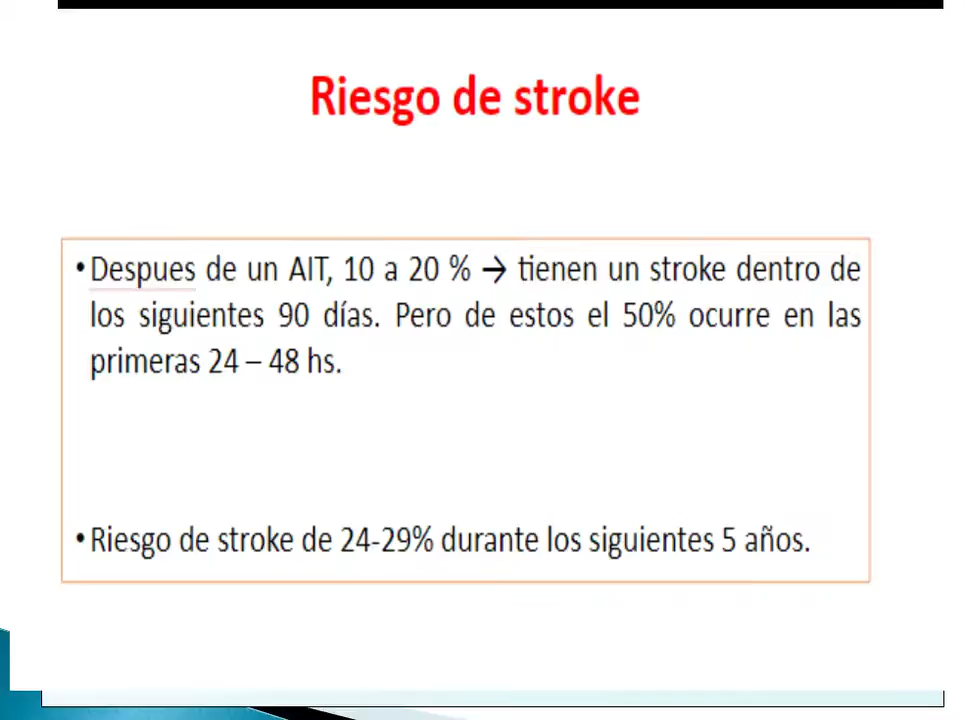 Riesgo de stroke
•Despues de un AIT, 10 a 20 % → tienen un stroke dentro de
los siguientes 90 días. Pero de estos el 50% ocurre en las
primeras 24 – 48 hs.
•Riesgo de stroke de 24-29% durante los siguientes 5 años.